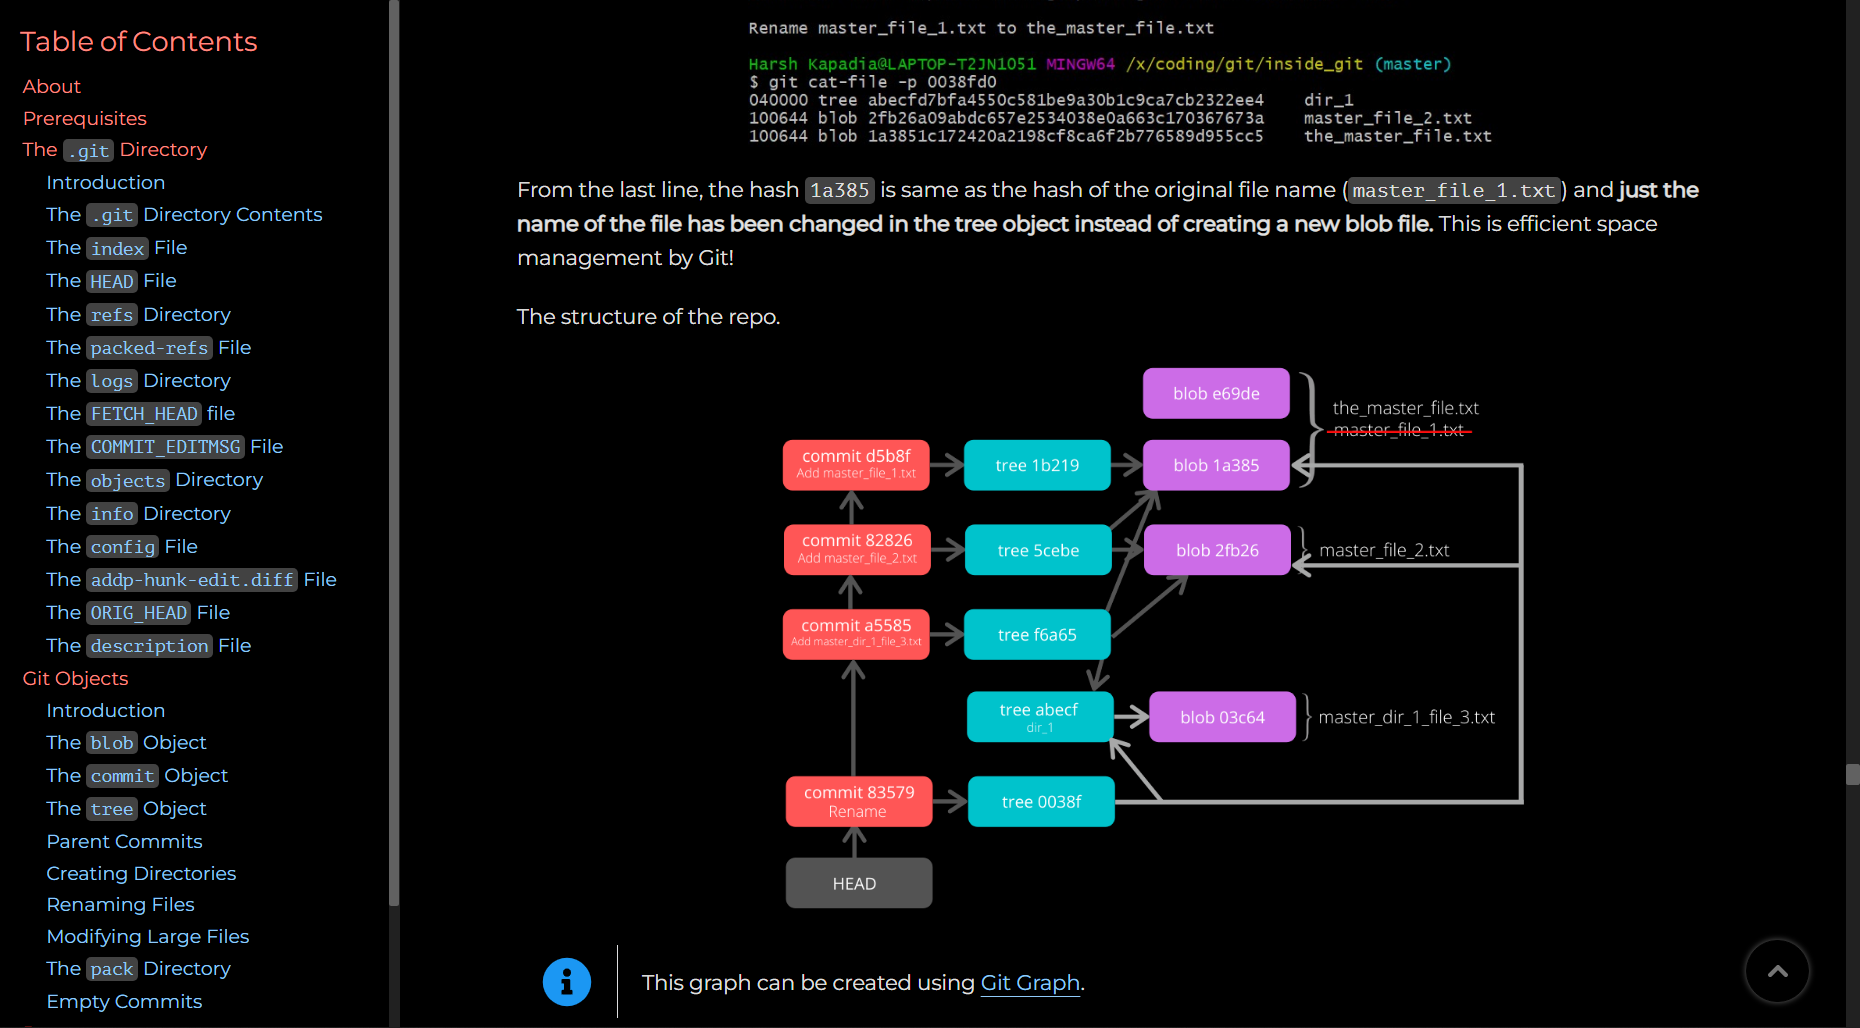 Table of Contents
About
Prerequisites
The .git Directory
Introduction
The .git Directory Contents
The index File
The HEAD File
The refs Directory
The packed-refs File
The logs Directory
The FETCH_HEAD file
The COMMIT_EDITMSG File
The objects Directory
The info Directory
The config File
The addp-hunk-edit.diff File
The ORIG_HEAD File
The description File
Git Objects
Introduction
The blob Object
The commit Object
The tree Object
Parent Commits
Creating Directories
Renaming Files
Modifying Large Files
The pack Directory
Empty Commits
Rename master_file_1.txt to the_master_file.txt
Harsh Kapadia@LAPTOP-T2JN1O51 MINGW64 /x/coding/git/inside_git (master)
$ git cat-file -p 0038fd0
040000 tree abecfd7bfa4550c581be9a30b1c9ca7cb2322ee4 dir_1
100644 blob 2fb26a09abdc657e2534038e0a663c170367673a master_file_2.txt
100644 blob 1a3851c172420a2198cf8ca6f2b776589d955cc5 the_master_file.txt
From the last line, the hash 1a385 is same as the hash of the original file name (master_file_1.txt) and just the
name of the file has been changed in the tree object instead of creating a new blob file. This is efficient space
management by Git!
The structure of the repo.
blob e69de
the_master_file.txt
master_file_1.txt
commit d5b8f
Add master_file_1.txt
tree 1b219
blob 1a385
commit 82826
Add master_file_2.txt
tree 5cebe
blob 2fb26
master_file_2.txt
commit a5585
Add master_dir_1_file_3.txt
tree f6a65
tree abecf
dir_1
blob 03c64
master_dir_1_file_3.txt
commit 83579
Rename
tree 0038f
HEAD
This graph can be created using Git Graph.